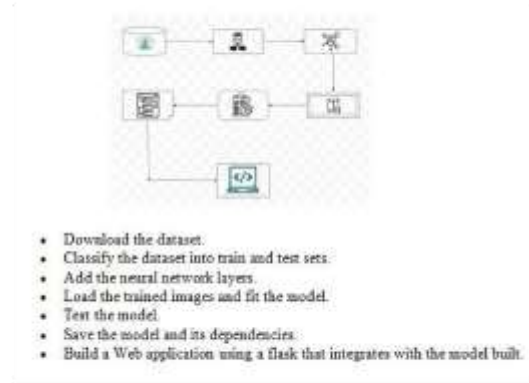 • Download the dataset.
• Classify the dataset into train and test sets.
• Add the neural network layers.
• Load the trained images and fit the model.
• Test the model.
• Save the model and its dependencies.
• Build a Web application using a flask that integrates with the model built.